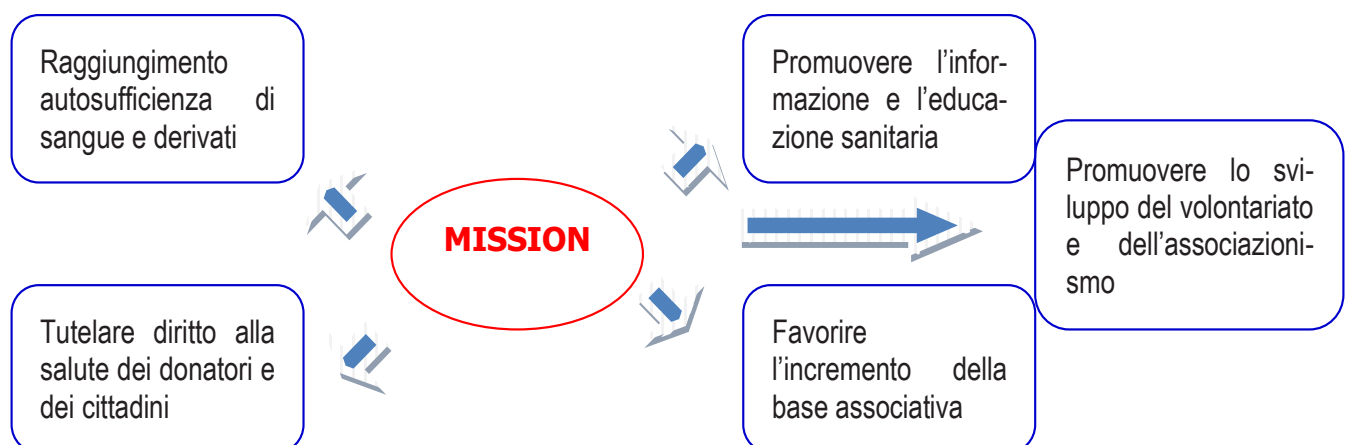 Raggiungimento
autosufficienza di
sangue e derivati
Promuovere l’infor-
mazione e l’educa-
zione sanitaria
Promuovere lo svi-
luppo del volontariato
e dell’associazioni-
smo
MISSION
Tutelare diritto alla
salute dei donatori e
dei cittadini
Favorire
l’incremento della
base associativa